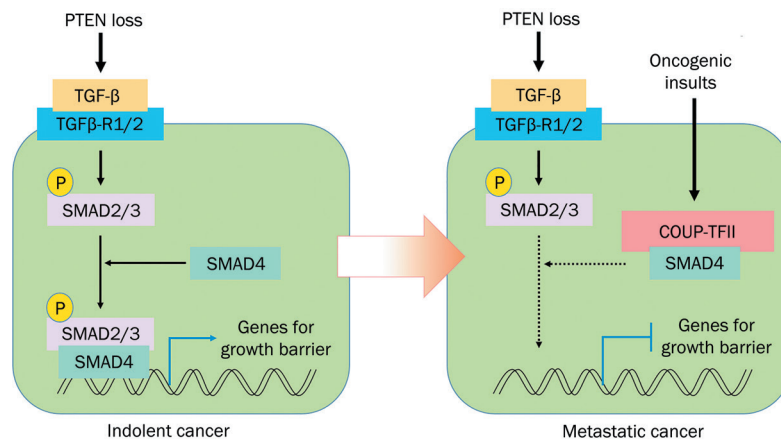 PTEN loss
TGF-β
TGFβ-R1/2
P
SMAD2/3
SMAD4
P
SMAD2/3
SMAD4
Genes for
growth barrier
Indolent cancer
PTEN loss
Oncogenic
insults
TGF-β
TGFβ-R1/2
P
SMAD2/3
COUP-TFII
SMAD4
Genes for
growth barrier
Metastatic cancer